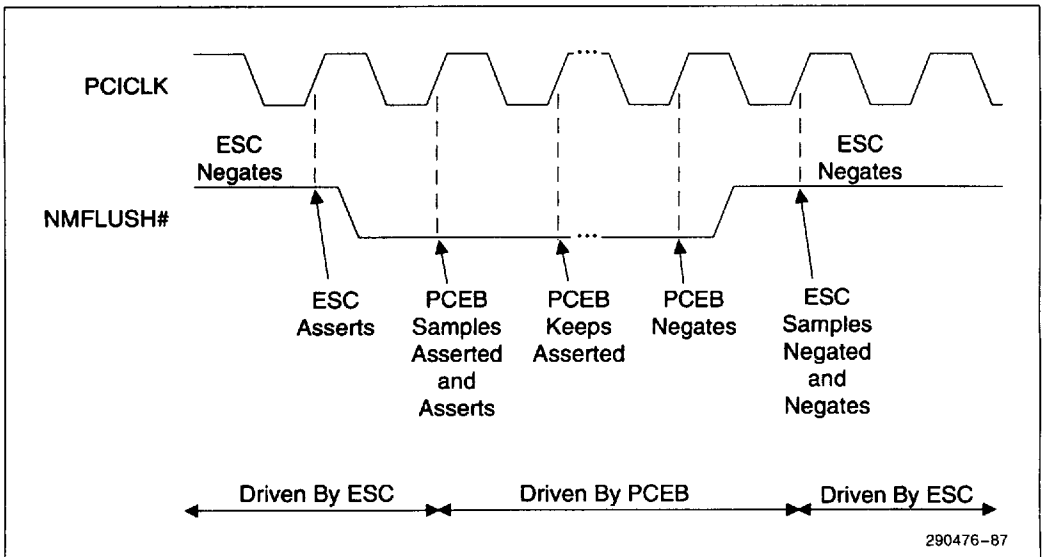 PCICLK
...
ESC
Negates
ESC
Negates
NMFLUSH#
...
ESC
Asserts
PCEB
Samples
Asserted
and
Asserts
PCEB
Keeps
Asserted
PCEB
Negates
ESC
Samples
Negated
and
Negates
Driven By ESC
Driven By PCEB
Driven By ESC
290476–87